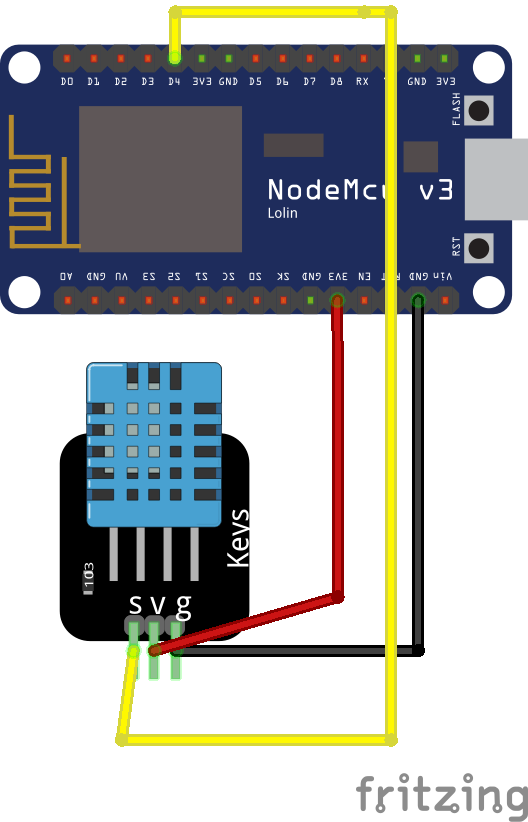 D0 D1 D2 D3 D4 3V3 GND D5 D6 D7 D8 RX GND 3V3
FLASH
NodeMcu v3
Lolin
RST
A0 GND VU S3 S2 S1 SC S0 SK GND 3V3 EN RST GND Vin
Keys
103
S V g
fritzing